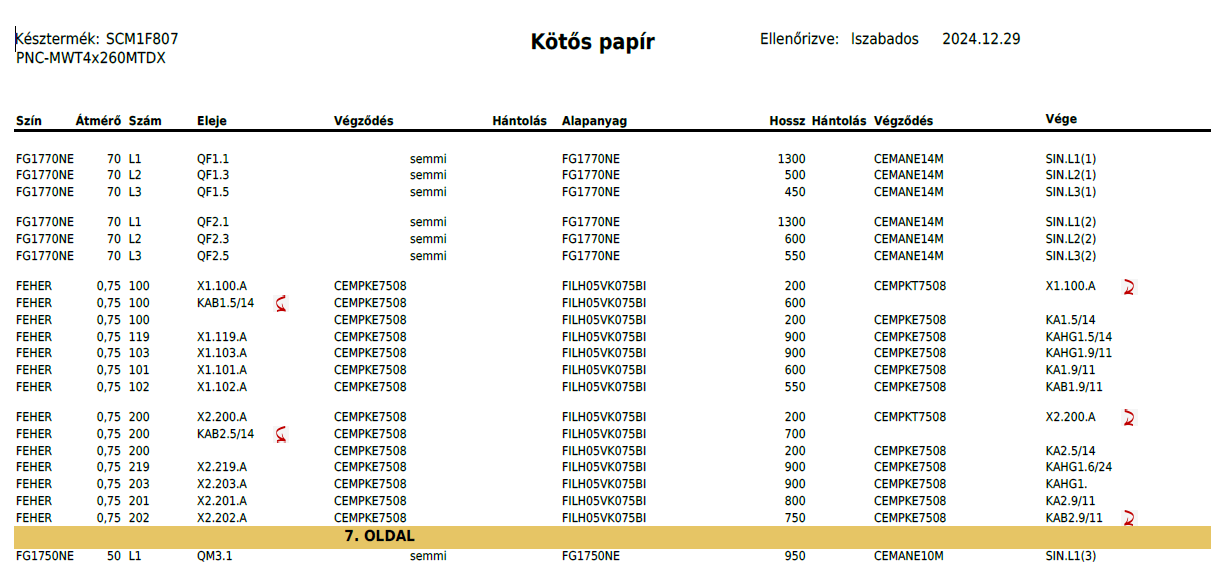 Késztermék: SCM1F807 Kötős papír Ellenőrizve: lszabados 2024.12.29
PNC-MWT4x260MTDX
Szín Átmérő Szám Eleje Végződés Hántolás Alapanyag Hossz Hántolás Végződés Vége
FG1770NE 70 L1 QF1.1 semmi FG1770NE 1300 CEMANE14M SIN.L1(1)
FG1770NE 70 L2 QF1.3 semmi FG1770NE 500 CEMANE14M SIN.L2(1)
FG1770NE 70 L3 QF1.5 semmi FG1770NE 450 CEMANE14M SIN.L3(1)
FG1770NE 70 L1 QF2.1 semmi FG1770NE 1300 CEMANE14M SIN.L1(2)
FG1770NE 70 L2 QF2.3 semmi FG1770NE 600 CEMANE14M SIN.L2(2)
FG1770NE 70 L3 QF2.5 semmi FG1770NE 550 CEMANE14M SIN.L3(2)
FEHER 0,75 100 X1.100.A CEMPKE7508 FILH05VK075BI 200 CEMPKT7508 X1.100.A
FEHER 0,75 100 KAB1.5/14 CEMPKE7508 FILH05VK075BI 600
FEHER 0,75 100 CEMPKE7508 FILH05VK075BI 200 CEMPKE7508 KA1.5/14
FEHER 0,75 119 X1.119.A CEMPKE7508 FILH05VK075BI 900 CEMPKE7508 KAHG1.5/14
FEHER 0,75 103 X1.103.A CEMPKE7508 FILH05VK075BI 900 CEMPKE7508 KAHG1.9/11
FEHER 0,75 101 X1.101.A CEMPKE7508 FILH05VK075BI 600 CEMPKE7508 KA1.9/11
FEHER 0,75 102 X1.102.A CEMPKE7508 FILH05VK075BI 550 CEMPKE7508 KAB1.9/11
FEHER 0,75 200 X2.200.A CEMPKE7508 FILH05VK075BI 200 CEMPKT7508 X2.200.A
FEHER 0,75 200 KAB2.5/14 CEMPKE7508 FILH05VK075BI 700
FEHER 0,75 200 CEMPKE7508 FILH05VK075BI 200 CEMPKE7508 KA2.5/14
FEHER 0,75 219 X2.219.A CEMPKE7508 FILH05VK075BI 900 CEMPKE7508 KAHG1.6/24
FEHER 0,75 203 X2.203.A CEMPKE7508 FILH05VK075BI 900 CEMPKE7508 KAHG1.
FEHER 0,75 201 X2.201.A CEMPKE7508 FILH05VK075BI 800 CEMPKE7508 KA2.9/11
FEHER 0,75 202 X2.202.A CEMPKE7508 FILH05VK075BI 750 CEMPKE7508 KAB2.9/11
7. OLDAL
FG1750NE 50 L1 QM3.1 semmi FG1750NE 950 CEMANE10M SIN.L1(3)